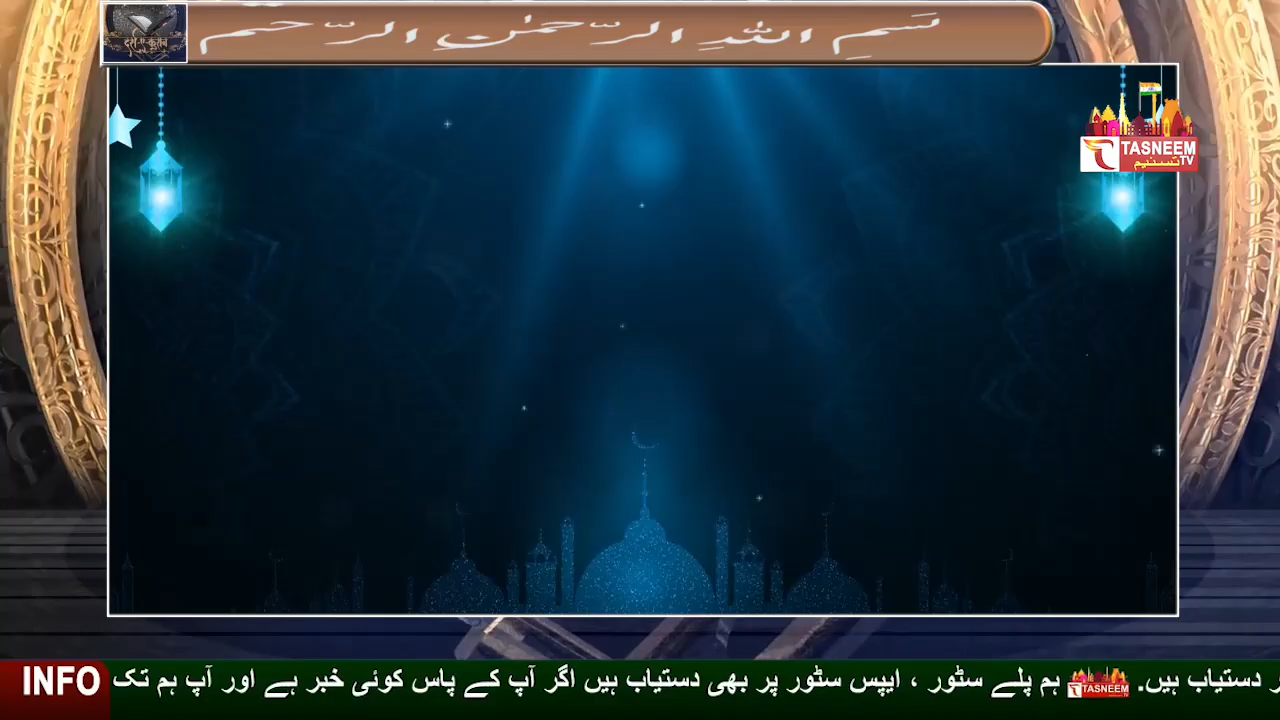 بسم اللہ الرحمٰن الرحیم
TASNEEM
تسنیم TV
دستیاب ہیں. TASNEEM ہم پلے سٹور ، ایپس سٹور پر بھی دستیاب ہیں اگر آپ کے پاس کوئی خبر ہے اور آپ ہم تک
INFO